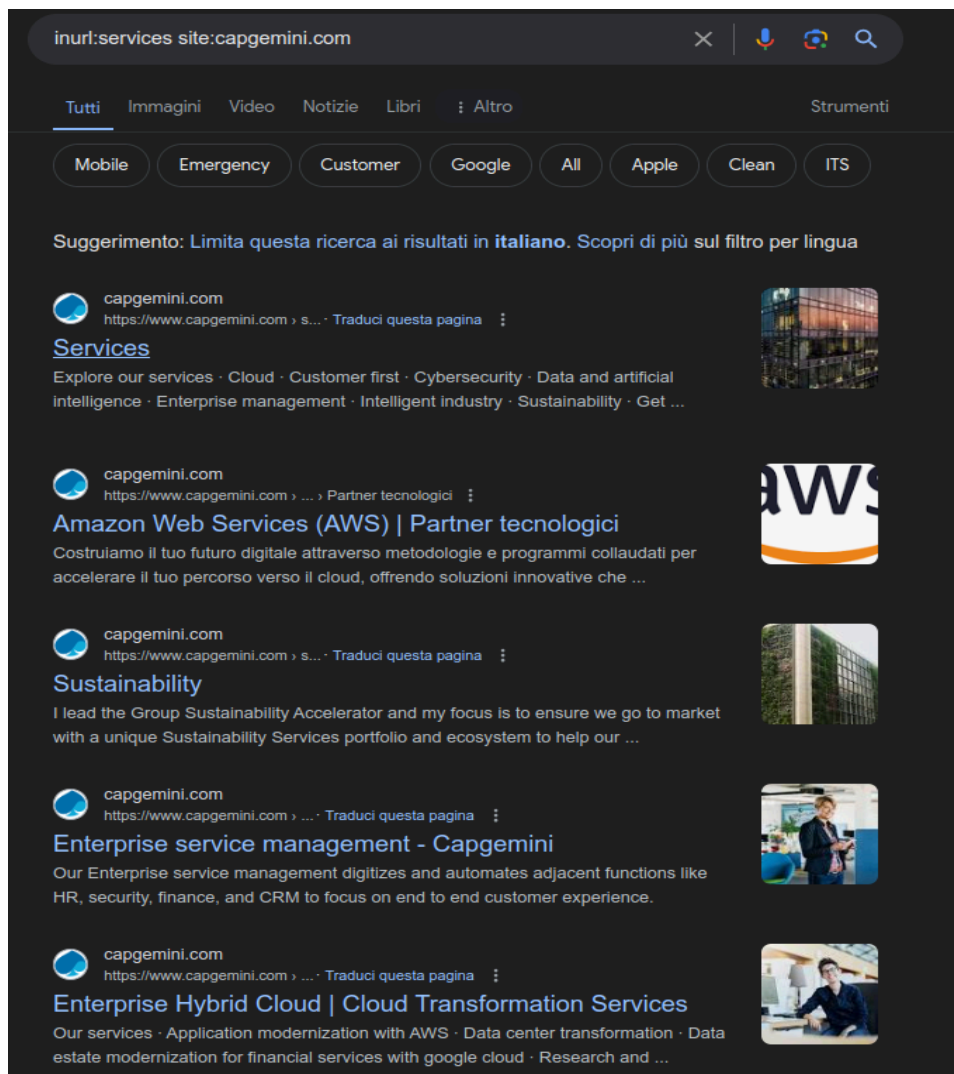 inurl:services site:capgemini.com
Tutti Immagini Video Notizie Libri Altro Strumenti
Mobile Emergency Customer Google All Apple Clean ITS
Suggerimento: Limita questa ricerca ai risultati in italiano. Scopri di più sul filtro per lingua
capgemini.com
https://www.capgemini.com › s... · Traduci questa pagina
Services
Explore our services · Cloud · Customer first · Cybersecurity · Data and artificial
intelligence · Enterprise management · Intelligent industry · Sustainability · Get ...
capgemini.com
https://www.capgemini.com › ... › Partner tecnologici
Amazon Web Services (AWS) | Partner tecnologici
Costruiamo il tuo futuro digitale attraverso metodologie e programmi collaudati per
accelerare il tuo percorso verso il cloud, offrendo soluzioni innovative che ...
aws
capgemini.com
https://www.capgemini.com › s... · Traduci questa pagina
Sustainability
I lead the Group Sustainability Accelerator and my focus is to ensure we go to market
with a unique Sustainability Services portfolio and ecosystem to help our ...
capgemini.com
https://www.capgemini.com › ... · Traduci questa pagina
Enterprise service management - Capgemini
Our Enterprise service management digitizes and automates adjacent functions like
HR, security, finance, and CRM to focus on end to end customer experience.
capgemini.com
https://www.capgemini.com › ... · Traduci questa pagina
Enterprise Hybrid Cloud | Cloud Transformation Services
Our services · Application modernization with AWS · Data center transformation · Data
estate modernization for financial services with google cloud · Research and ...